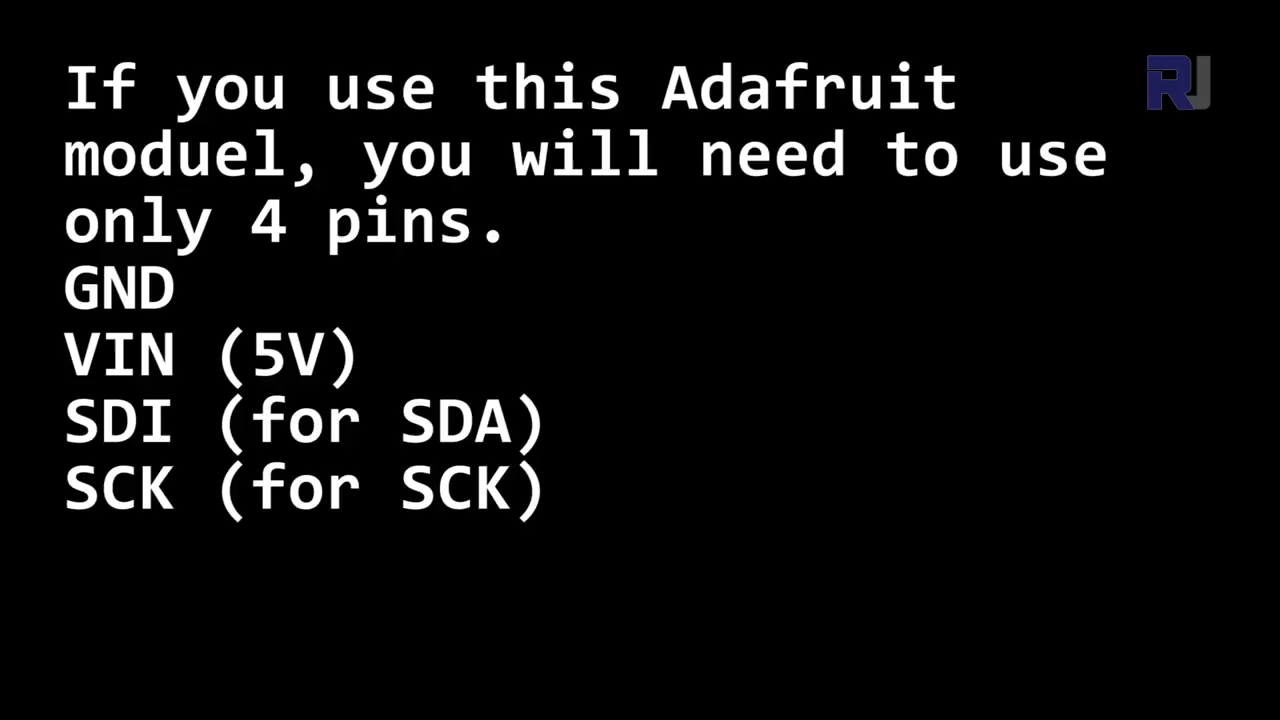 If you use this Adafruit
moduel, you will need to use
only 4 pins.
GND
VIN (5V)
SDI (for SDA)
SCK (for SCK)
RJ